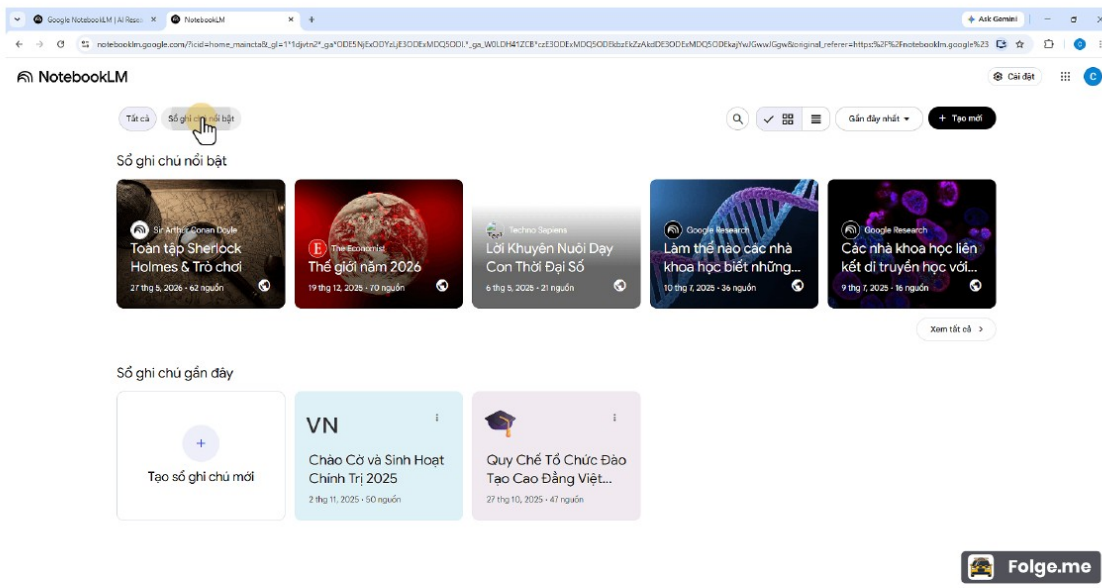 Google NotebookLM | AI Resea
NotebookLM
Ask Gemini
NotebookLM
Cài đặt
C
Tất cả
Sổ ghi chú nổi bật
Gần đây nhất
+ Tạo mới
Sổ ghi chú nổi bật
Sir Arthur Conan Doyle
Toàn tập Sherlock
Holmes & Trò chơi
27 thg 5, 2026 · 62 nguồn
The Economist
Thế giới năm 2026
19 thg 12, 2025 · 70 nguồn
Techno Sapiens
Lời Khuyên Nuôi Dạy
Con Thời Đại Số
6 thg 5, 2025 · 21 nguồn
Google Research
Làm thế nào các nhà
khoa học biết những...
10 thg 7, 2025 · 36 nguồn
Google Research
Các nhà khoa học liên
kết di truyền học với...
9 thg 7, 2025 · 16 nguồn
Xem tất cả
Sổ ghi chú gần đây
+
Tạo sổ ghi chú mới
VN
Chào Cờ và Sinh Hoạt
Chính Trị 2025
2 thg 11, 2025 · 50 nguồn
Quy Chế Tổ Chức Đào
Tạo Cao Đẳng Việt...
27 thg 10, 2025 · 47 nguồn
Folge.me